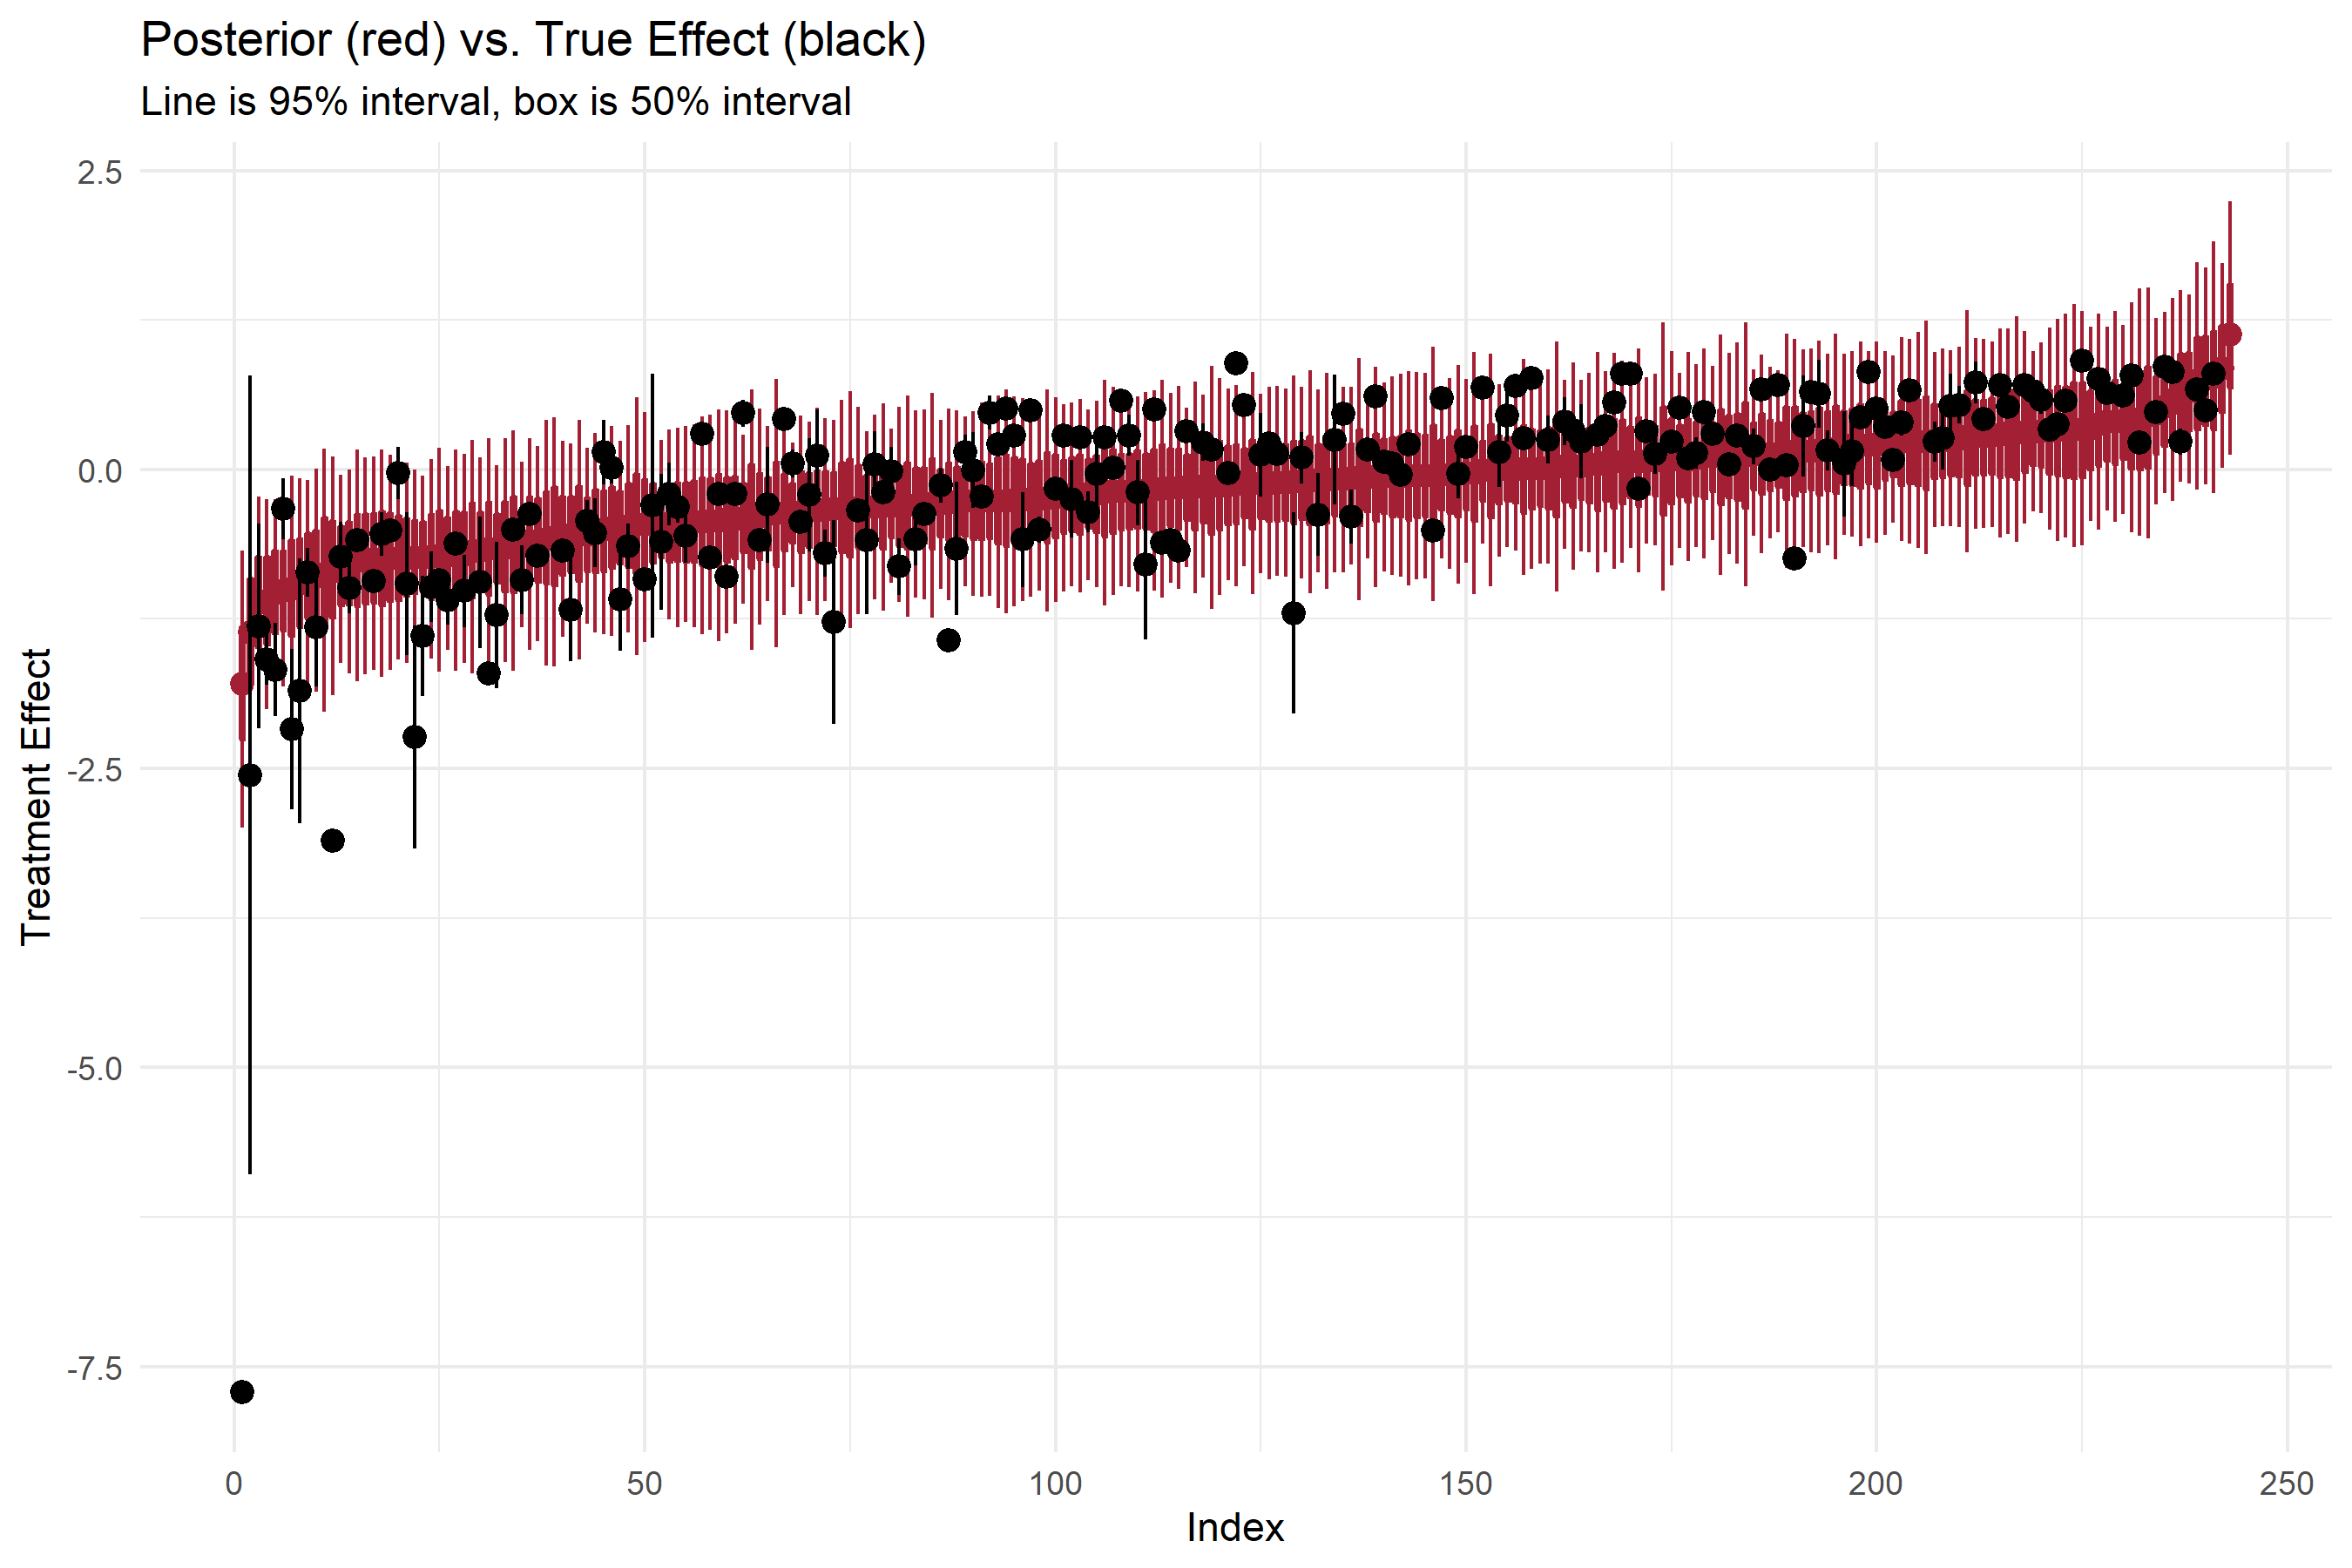 Posterior (red) vs. True Effect (black)
Line is 95% interval, box is 50% interval
2.5
0.0
-2.5
-5.0
-7.5
Treatment Effect
0
50
100
150
200
250
Index